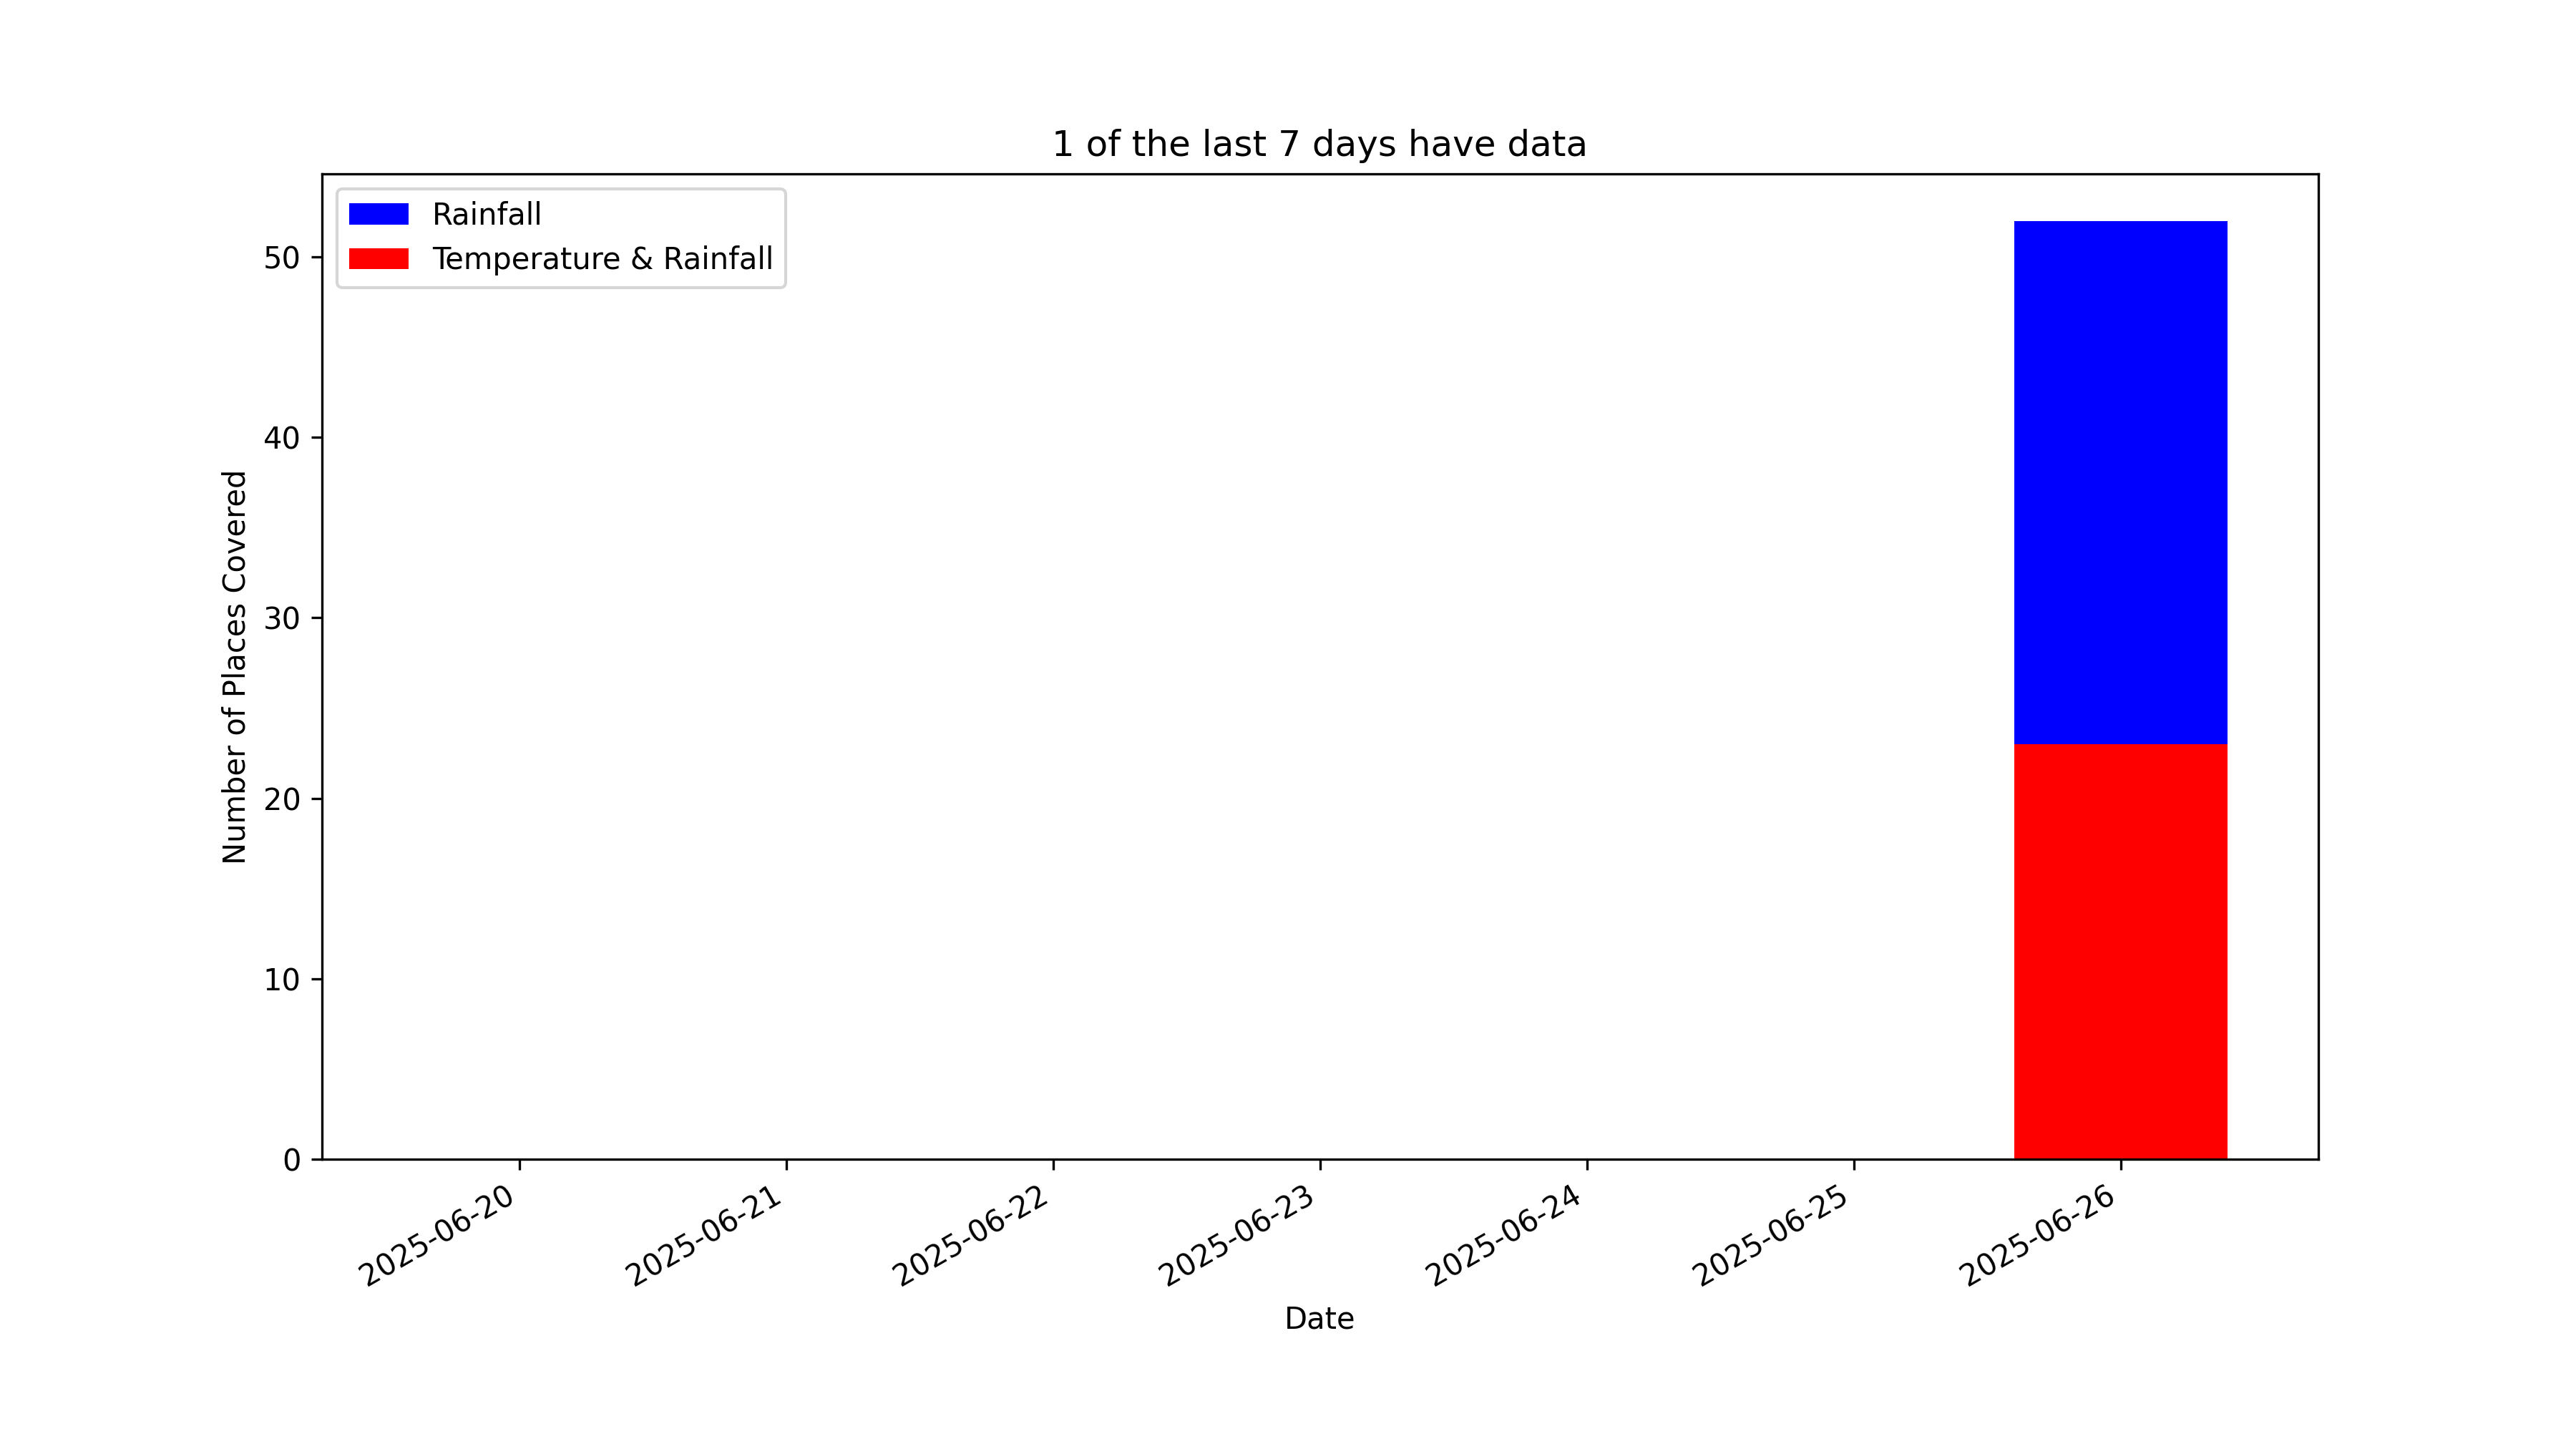 1 of the last 7 days have data
Rainfall
Temperature & Rainfall
Number of Places Covered
50
40
30
20
10
0
2025-06-20
2025-06-21
2025-06-22
2025-06-23
2025-06-24
2025-06-25
2025-06-26
Date